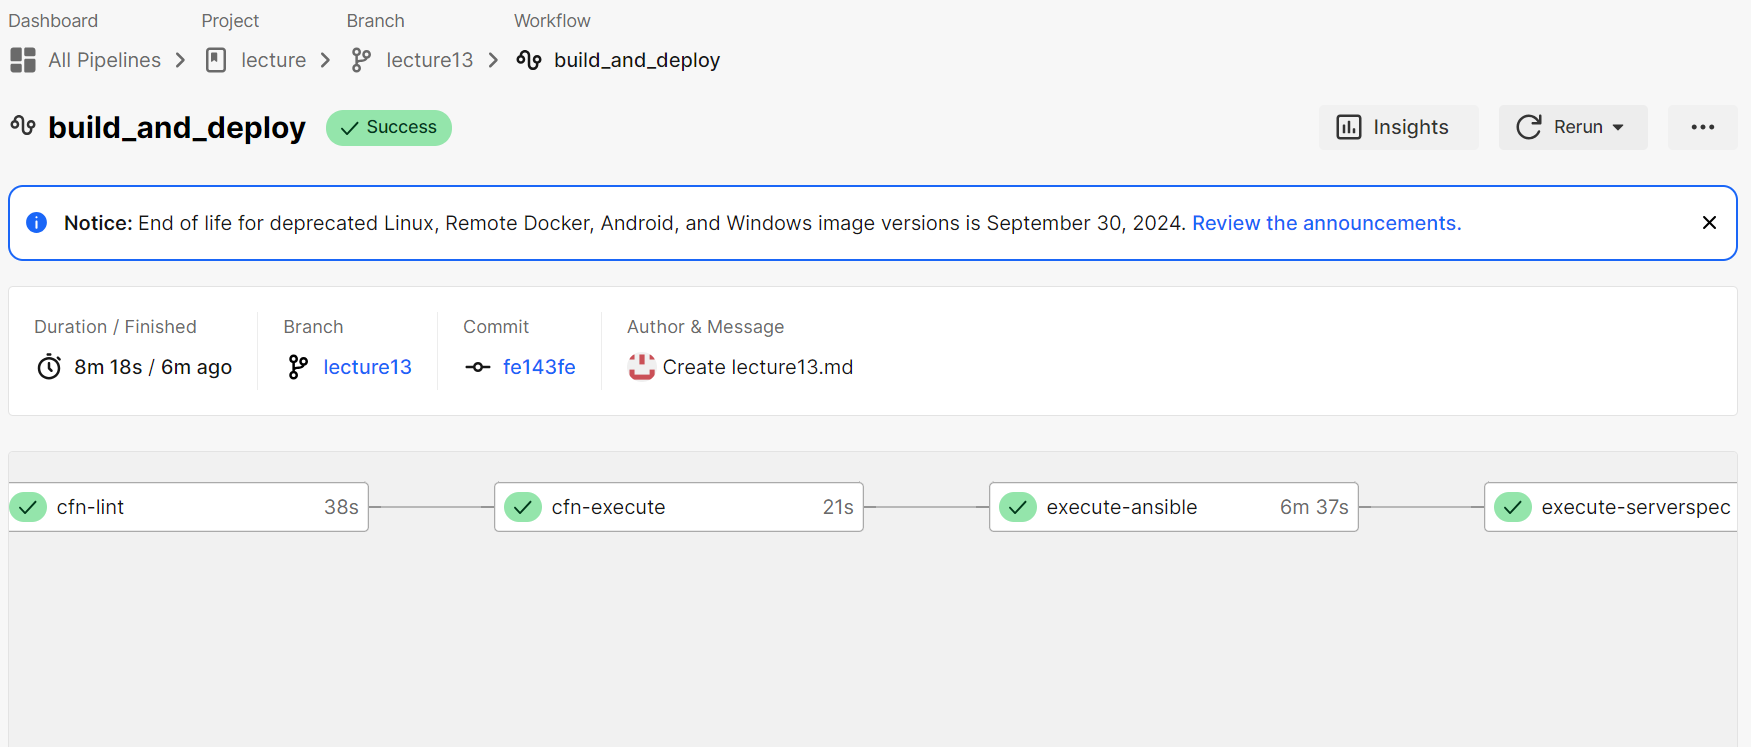 Dashboard Project Branch Workflow
All Pipelines lecture lecture13 build_and_deploy
build_and_deploy Success Insights Rerun
Notice: End of life for deprecated Linux, Remote Docker, Android, and Windows image versions is September 30, 2024. Review the announcements.
Duration / Finished Branch Commit Author & Message
8m 18s / 6m ago lecture13 fe143fe Create lecture13.md
cfn-lint 38s cfn-execute 21s execute-ansible 6m 37s execute-serverspec